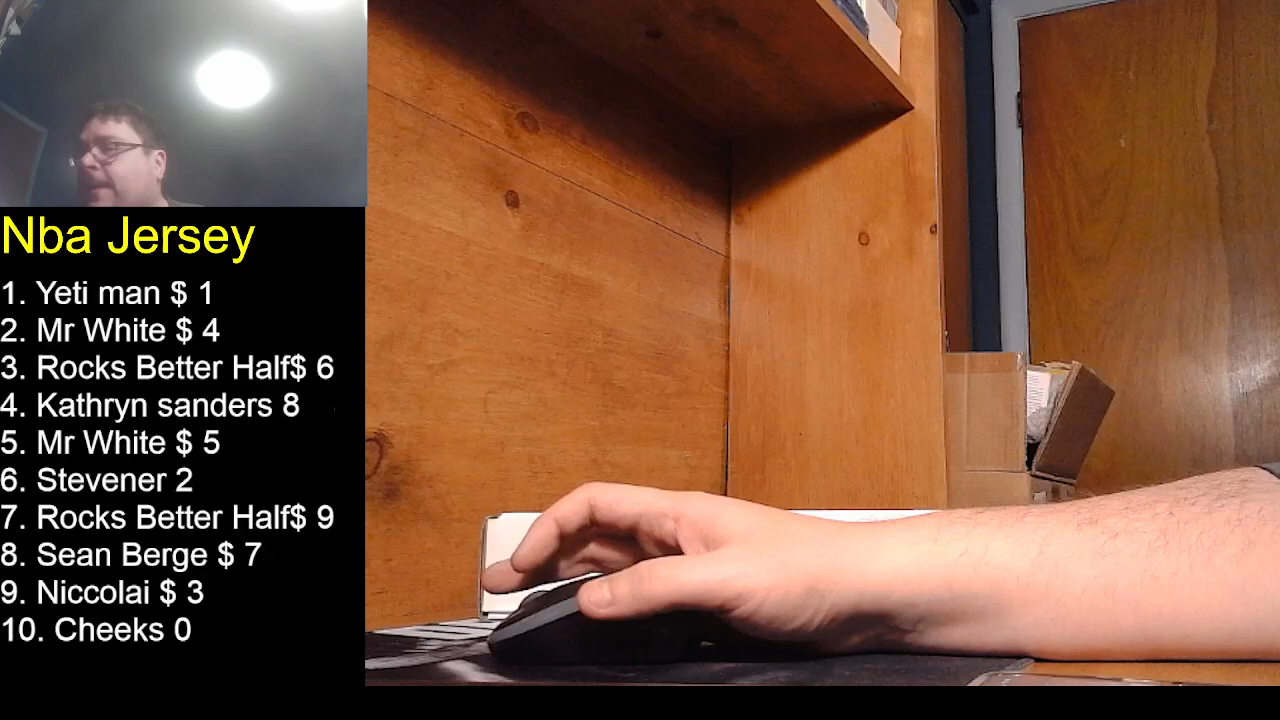 Nba Jersey
1. Yeti man $ 1
2. Mr White $ 4
3. Rocks Better Half$ 6
4. Kathryn sanders 8
5. Mr White $ 5
6. Stevener 2
7. Rocks Better Half$ 9
8. Sean Berge $ 7
9. Niccolai $ 3
10. Cheeks 0